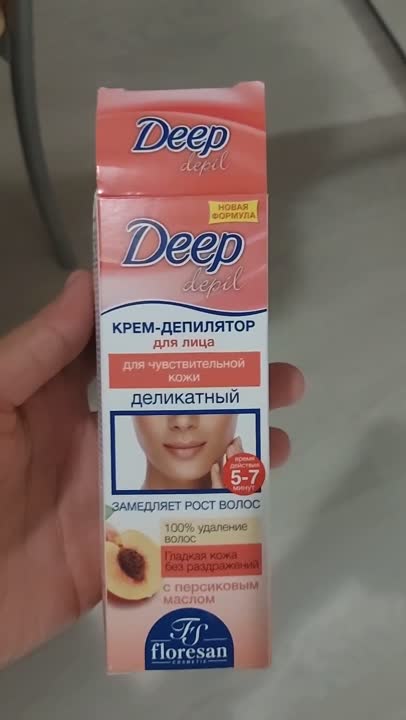 Deep
depil
НОВАЯ
ФОРМУЛА
Deep
depil
КРЕМ-ДЕПИЛЯТОР
для лица
для чувствительной
кожи
деликатный
время
действия
5-7
минут
ЗАМЕДЛЯЕТ РОСТ ВОЛОС
100% удаление
волос
Гладкая кожа
без раздражений
с персиковым
маслом
FS
floresan
COSMETIC